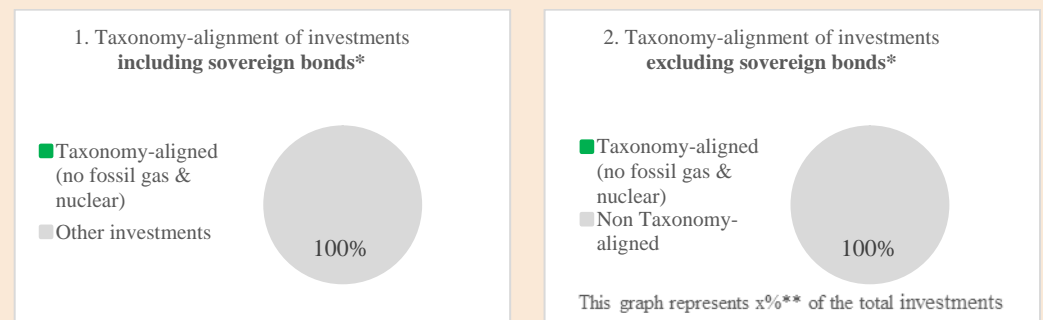 1. Taxonomy-alignment of investments
including sovereign bonds*
Taxonomy-aligned
(no fossil gas &
nuclear)
Other investments
100%
2. Taxonomy-alignment of investments
excluding sovereign bonds*
Taxonomy-aligned
(no fossil gas &
nuclear)
Non Taxonomy-
aligned
100%
This graph represents x%** of the total investments